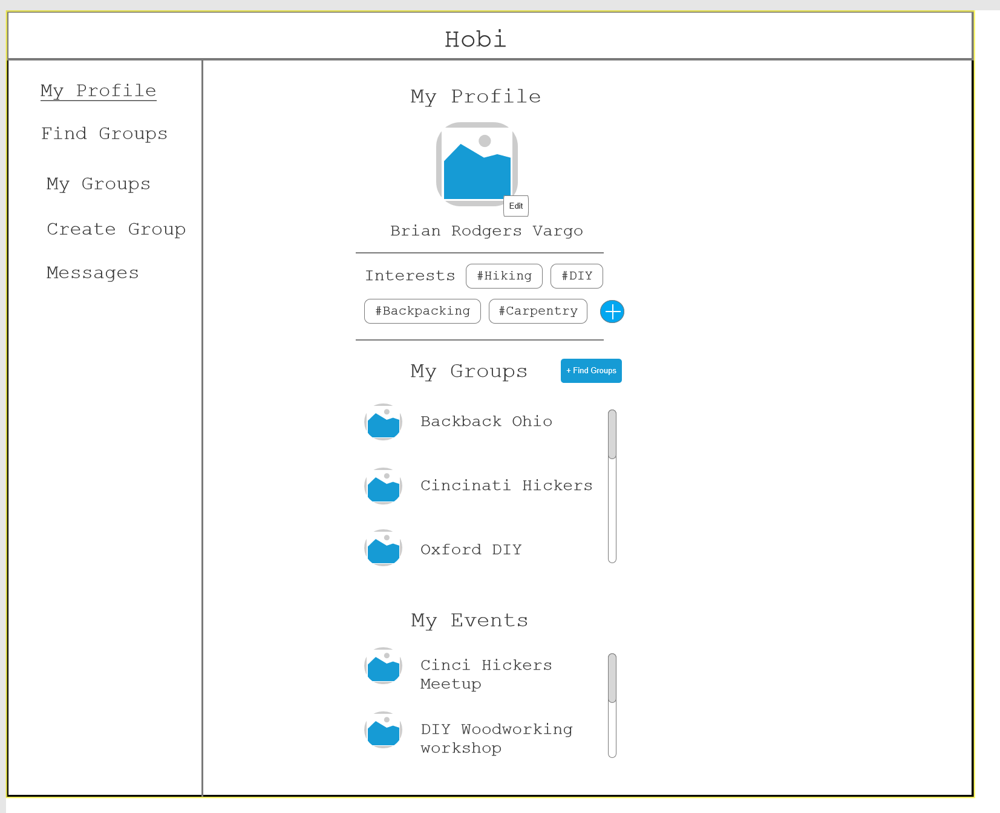 Hobi
My Profile
Find Groups
My Groups
Create Group
Messages
My Profile
Edit
Brian Rodgers Vargo
Interests #Hiking #DIY
#Backpacking #Carpentry
My Groups + Find Groups
Backback Ohio
Cincinati Hickers
Oxford DIY
My Events
Cinci Hickers
Meetup
DIY Woodworking
workshop